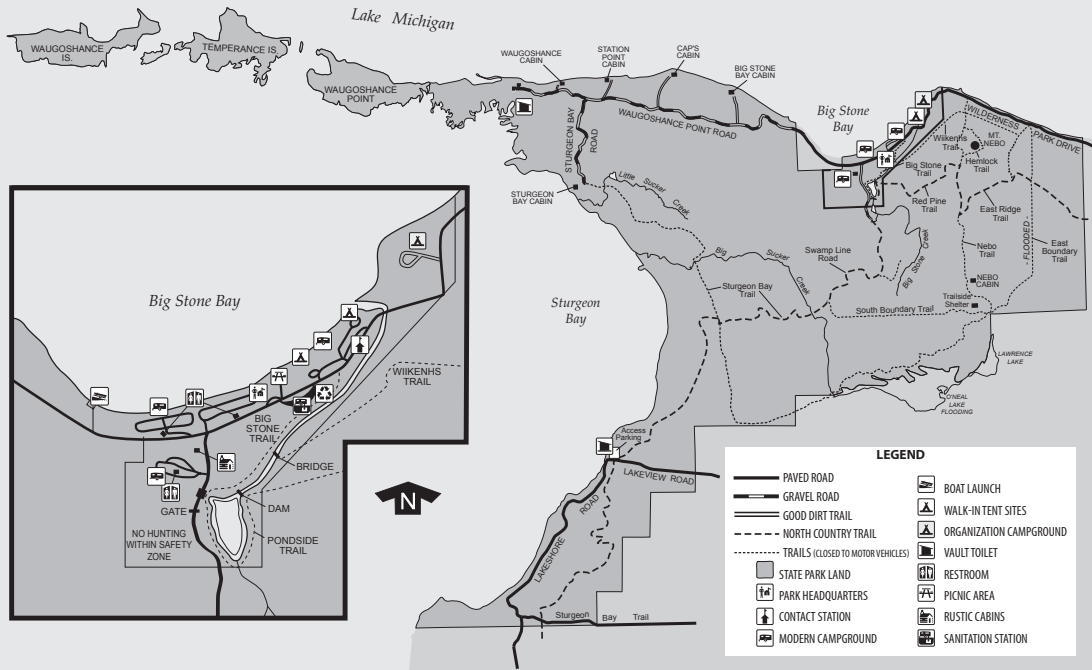 Lake Michigan
WAUGOSHANCE
IS.
TEMPERANCE IS.
WAUGOSHANCE
POINT
WAUGOSHANCE
CABIN
STATION
POINT
CABIN
CAP'S
CABIN
BIG STONE
BAY CABIN
Big Stone
Bay
WAUGOSHANCE POINT ROAD
STURGEON BAY
ROAD
STURGEON
BAY CABIN
Little Sucker
Creek
Big Sucker
Creek
WILDERNESS
PARK DRIVE
Wiikenhs
Trail
MT.
NEBO
Hemlock
Trail
Big Stone
Trail
Red Pine
Trail
East Ridge
Trail
- FLOODED -
East
Boundary
Trail
Nebo
Trail
NEBO
CABIN
Trailside
Shelter
Swamp Line
Road
Big Stone Creek
Sturgeon Bay
Trail
South Boundary Trail
LAWRENCE
LAKE
O'NEAL
LAKE
FLOODING
Sturgeon
Bay
Access
Parking
LAKEVIEW ROAD
LAKESHORE ROAD
Sturgeon Bay Trail
Big Stone Bay
WIIKENHS
TRAIL
BIG
STONE
TRAIL
BRIDGE
DAM
GATE
NO HUNTING
WITHIN SAFETY
ZONE
PONDSIDE
TRAIL
N
LEGEND
PAVED ROAD
GRAVEL ROAD
GOOD DIRT TRAIL
NORTH COUNTRY TRAIL
TRAILS (CLOSED TO MOTOR VEHICLES)
STATE PARK LAND
PARK HEADQUARTERS
CONTACT STATION
MODERN CAMPGROUND
BOAT LAUNCH
WALK-IN TENT SITES
ORGANIZATION CAMPGROUND
VAULT TOILET
RESTROOM
PICNIC AREA
RUSTIC CABINS
SANITATION STATION